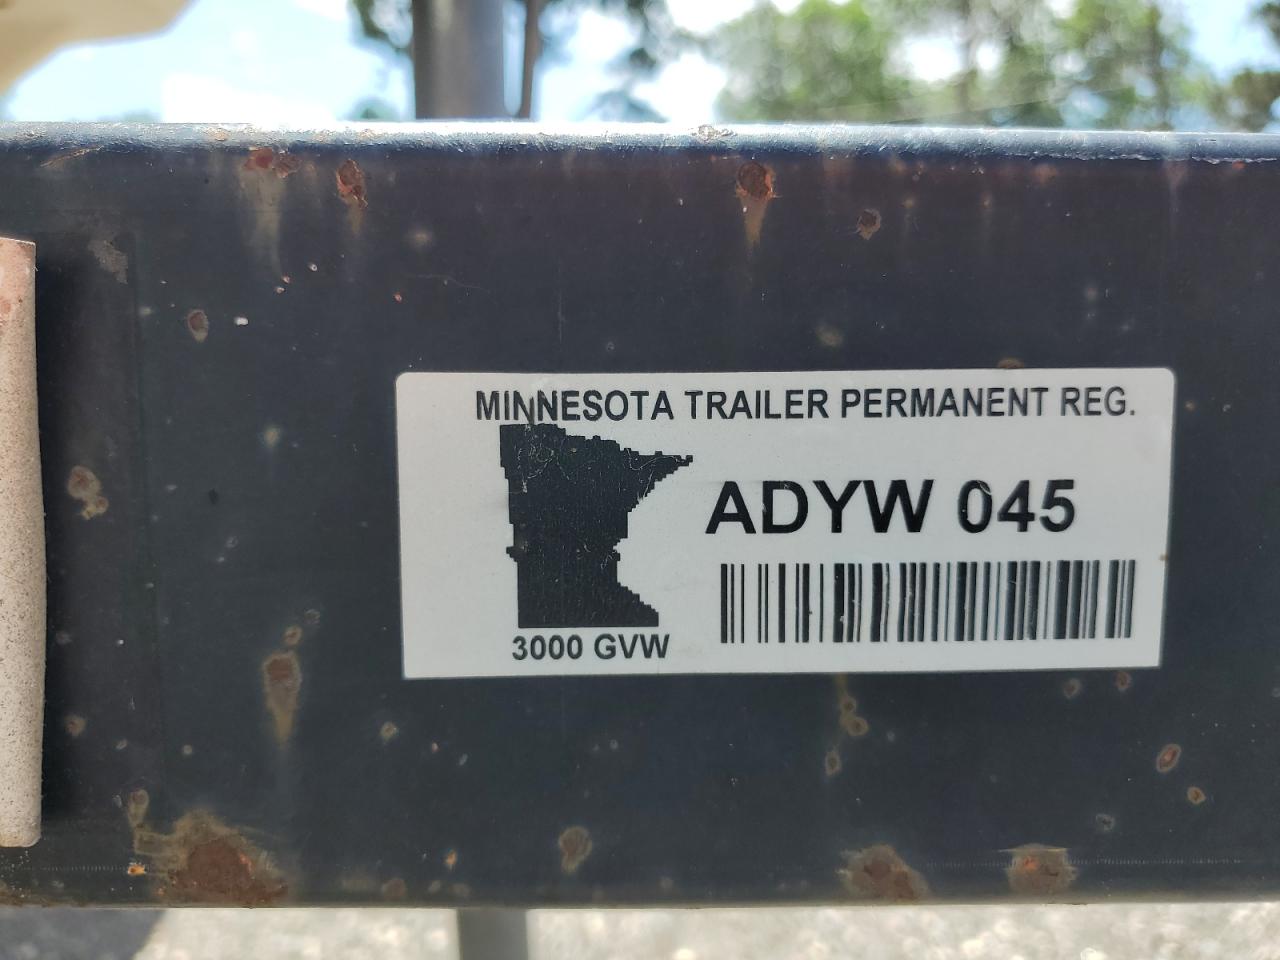 MINNESOTA TRAILER PERMANENT REG.
ADYW 045
3000 GVW